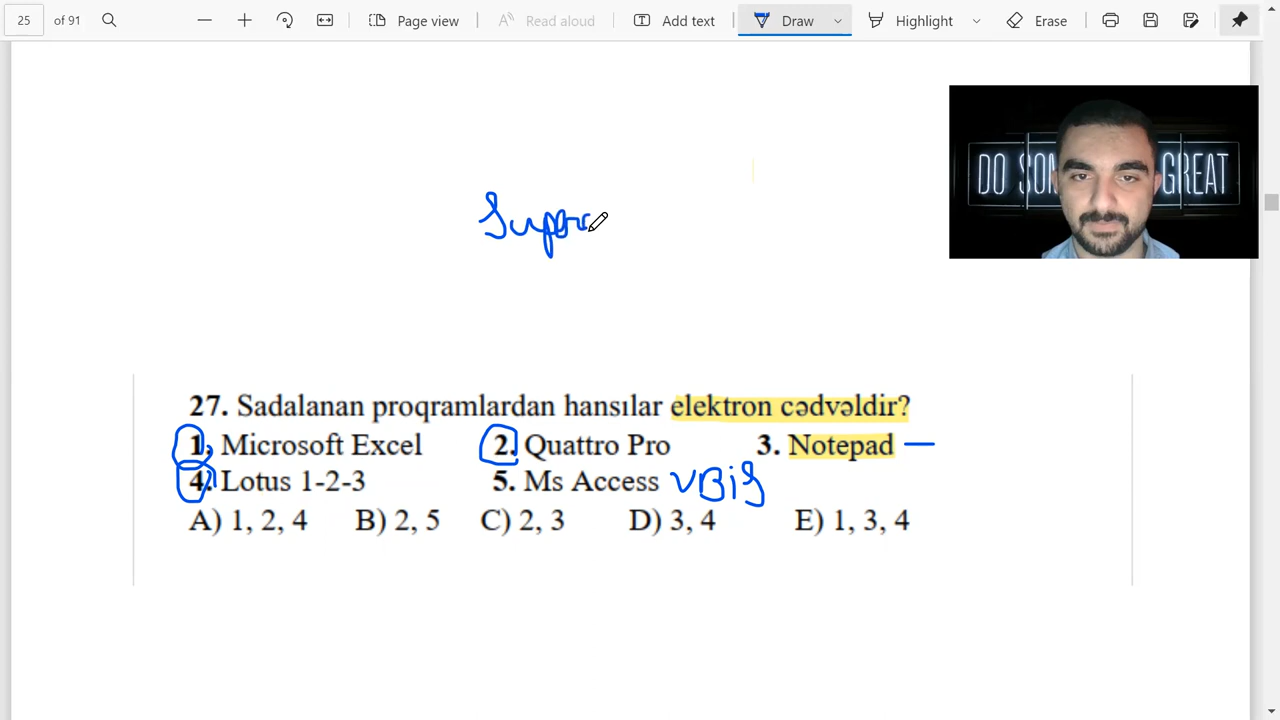 25 of 91 Page view Read aloud Add text Draw Highlight Erase
DO SOM GREAT
Super
27. Sadalanan proqramlardan hansılar elektron cədvəldir?
1. Microsoft Excel 2. Quattro Pro 3. Notepad —
4. Lotus 1-2-3 5. Ms Access VBİS
A) 1, 2, 4 B) 2, 5 C) 2, 3 D) 3, 4 E) 1, 3, 4